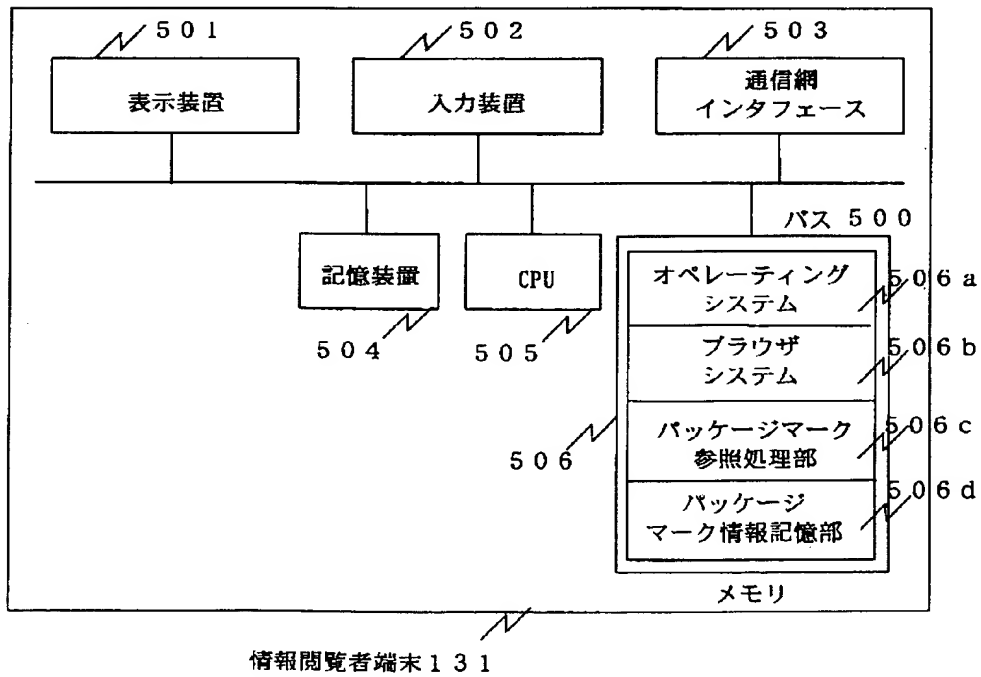 ５０１
５０２
５０３
表示装置
入力装置
通信網
インタフェース
バス ５００
記憶装置
CPU
５０４
５０５
オペレーティング
システム
５０６ａ
ブラウザ
システム
５０６ｂ
パッケージマーク
参照処理部
５０６ｃ
５０６
パッケージ
マーク情報記憶部
５０６ｄ
メモリ
情報閲覧者端末１３１